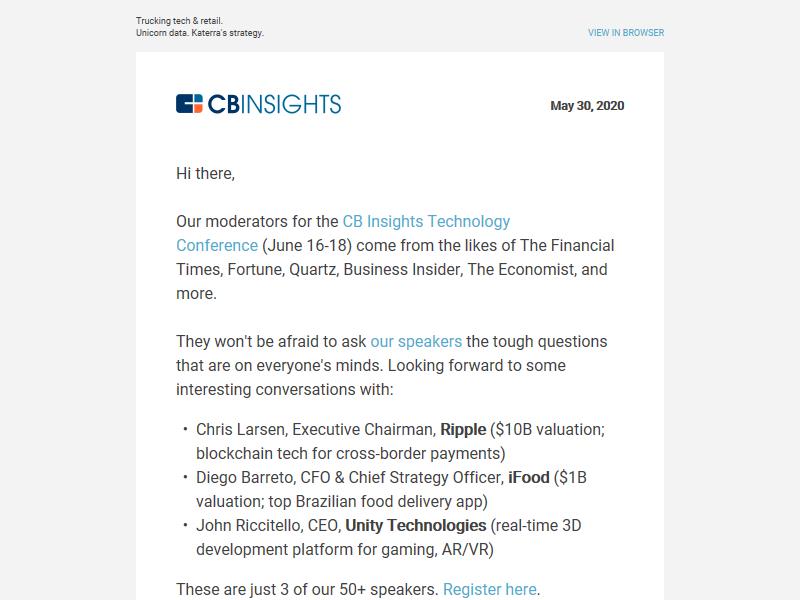 Trucking tech & retail.
Unicorn data. Katerra's strategy.
VIEW IN BROWSER
CBINSIGHTS
May 30, 2020
Hi there,
Our moderators for the CB Insights Technology
Conference (June 16-18) come from the likes of The Financial
Times, Fortune, Quartz, Business Insider, The Economist, and
more.
They won't be afraid to ask our speakers the tough questions
that are on everyone's minds. Looking forward to some
interesting conversations with:
• Chris Larsen, Executive Chairman, Ripple ($10B valuation;
blockchain tech for cross-border payments)
• Diego Barreto, CFO & Chief Strategy Officer, iFood ($1B
valuation; top Brazilian food delivery app)
• John Riccitello, CEO, Unity Technologies (real-time 3D
development platform for gaming, AR/VR)
These are just 3 of our 50+ speakers. Register here.